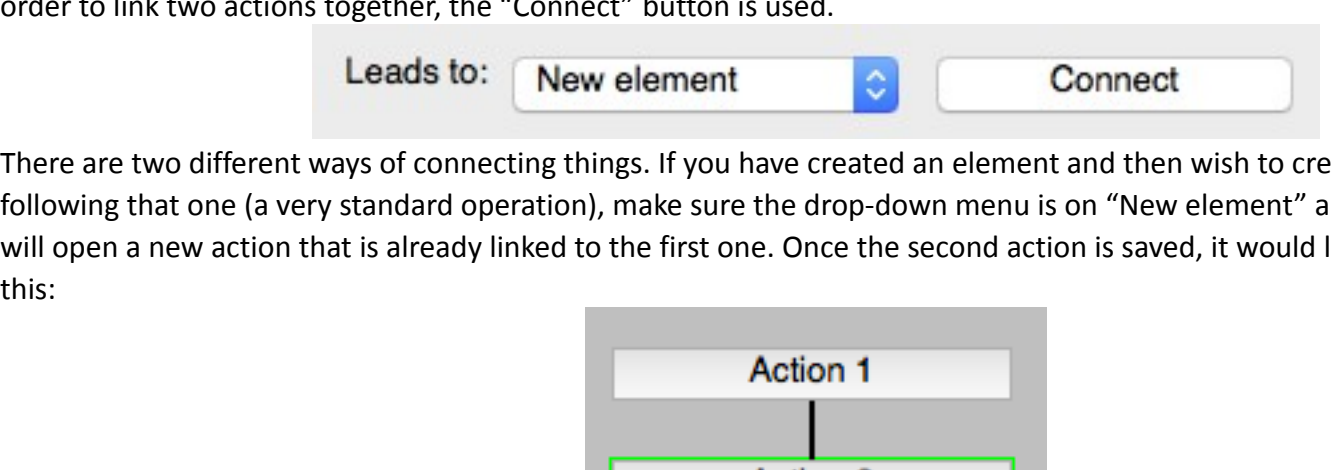 order to link two actions together, the “Connect” button is used.
Leads to: New element Connect
There are two different ways of connecting things. If you have created an element and then wish to cre
following that one (a very standard operation), make sure the drop-down menu is on “New element” a
will open a new action that is already linked to the first one. Once the second action is saved, it would l
this:
Action 1